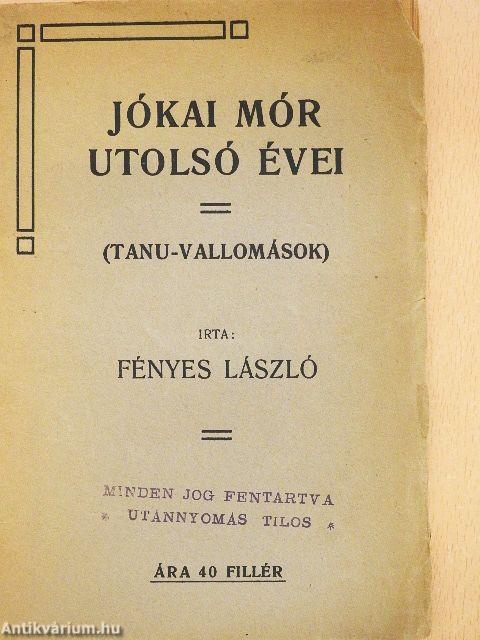 JÓKAI MÓR
UTOLSÓ ÉVEI
(TANU-VALLOMÁSOK)
IRTA:
FÉNYES LÁSZLÓ
MINDEN JOG FENTARTVA
* UTÁNNYOMÁS TILOS *
ÁRA 40 FILLÉR
Antikvárium.hu